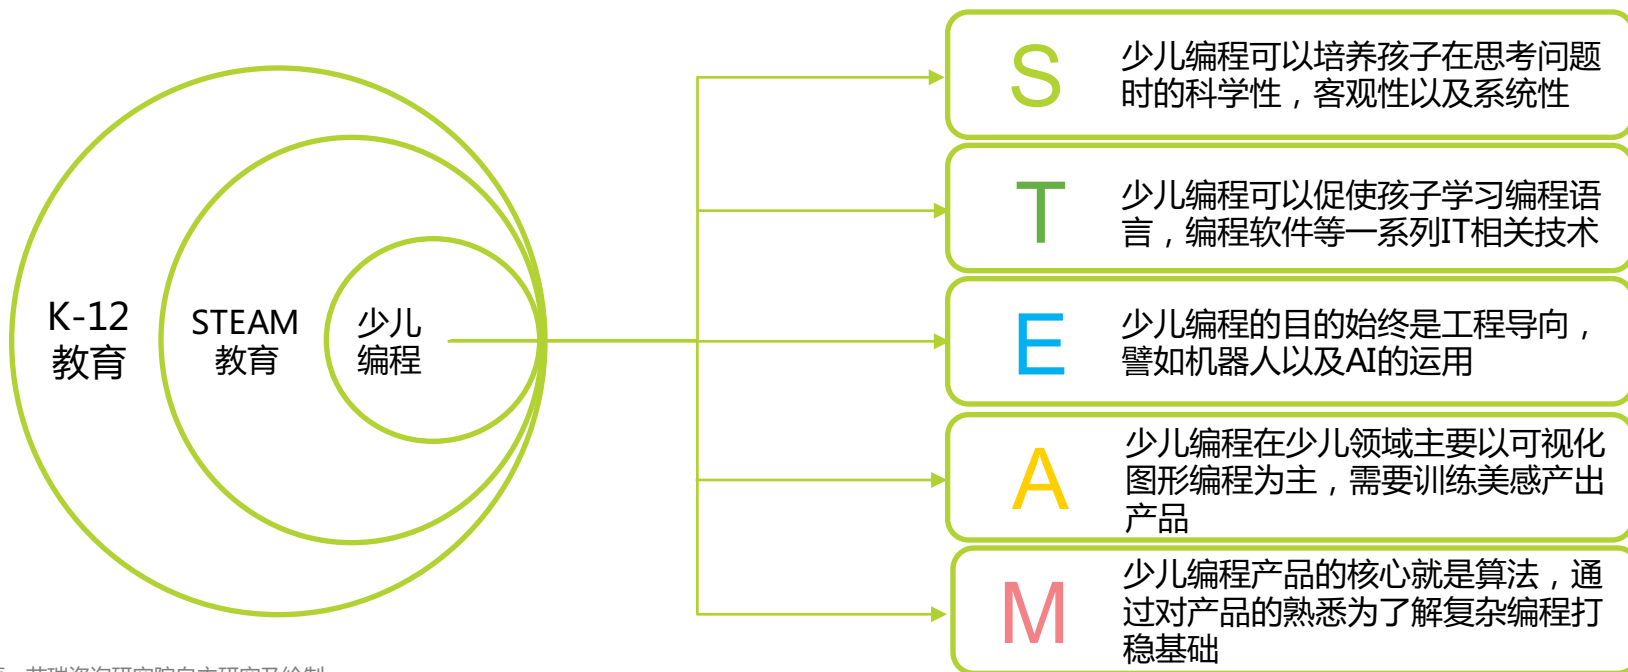 K-12
教育
STEAM
教育
少儿
编程
S
少儿编程可以培养孩子在思考问题
时的科学性，客观性以及系统性
T
少儿编程可以促使孩子学习编程语
言，编程软件等一系列IT相关技术
E
少儿编程的目的始终是工程导向，
譬如机器人以及AI的运用
A
少儿编程在少儿领域主要以可视化
图形编程为主，需要训练美感产出
产品
M
少儿编程产品的核心就是算法，通
过对产品的熟悉为了解复杂编程打
稳基础